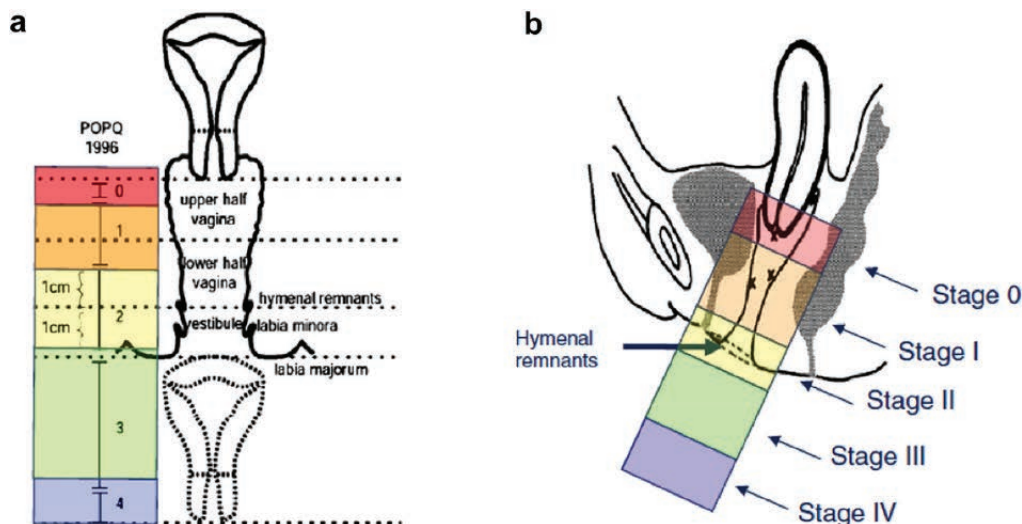 a
POPQ
1996
0
1
1cm
2
1cm
3
4
upper half
vagina
lower half
vagina
hymenal remnants
vestibule
labia minora
labia majorum
b
x
x
x
Hymenal
remnants
Stage 0
Stage I
Stage II
Stage III
Stage IV